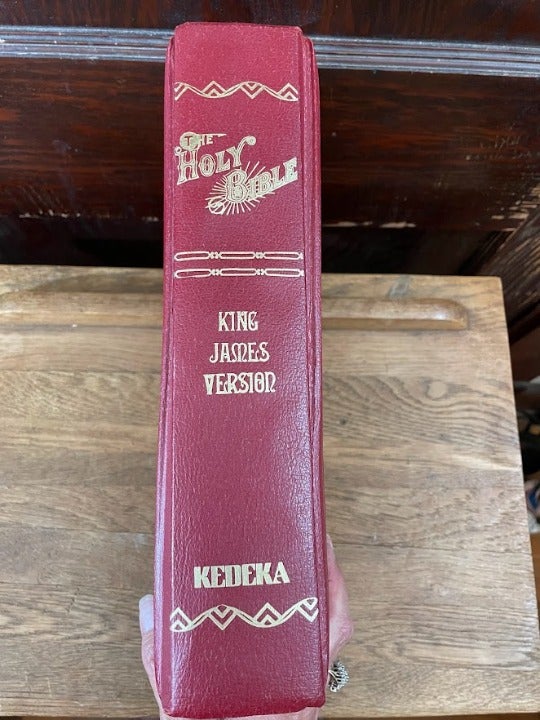 THE
HOLY
BIBLE
KING
JAMES
VERSION
KEDEKA